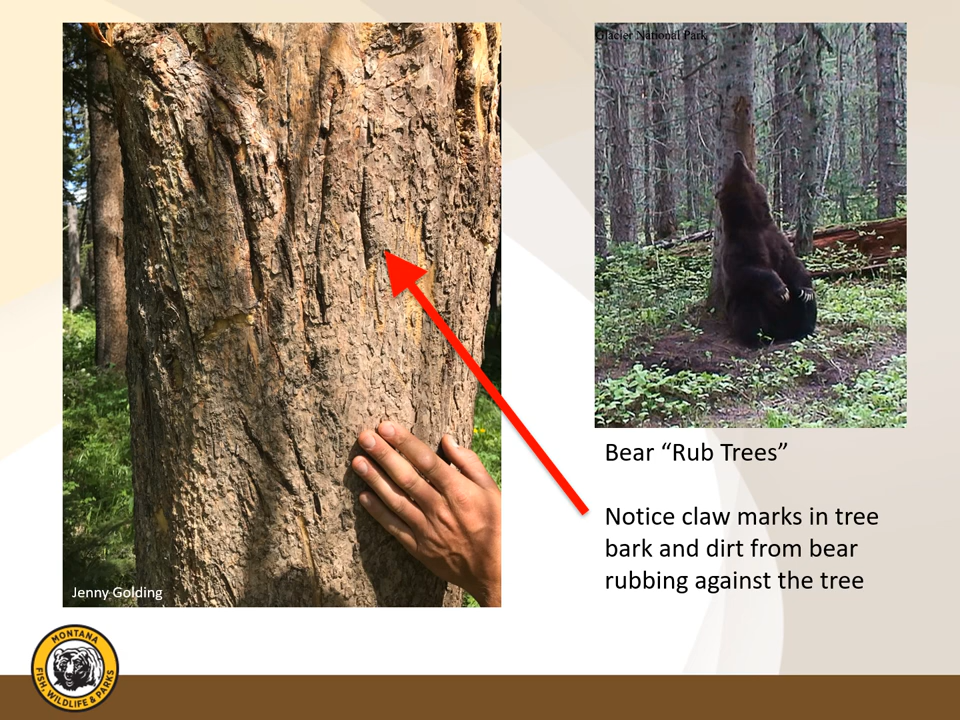 Glacier National Park
Bear “Rub Trees”
Notice claw marks in tree
bark and dirt from bear
rubbing against the tree
Jenny Golding
MONTANA
FISH, WILDLIFE & PARKS